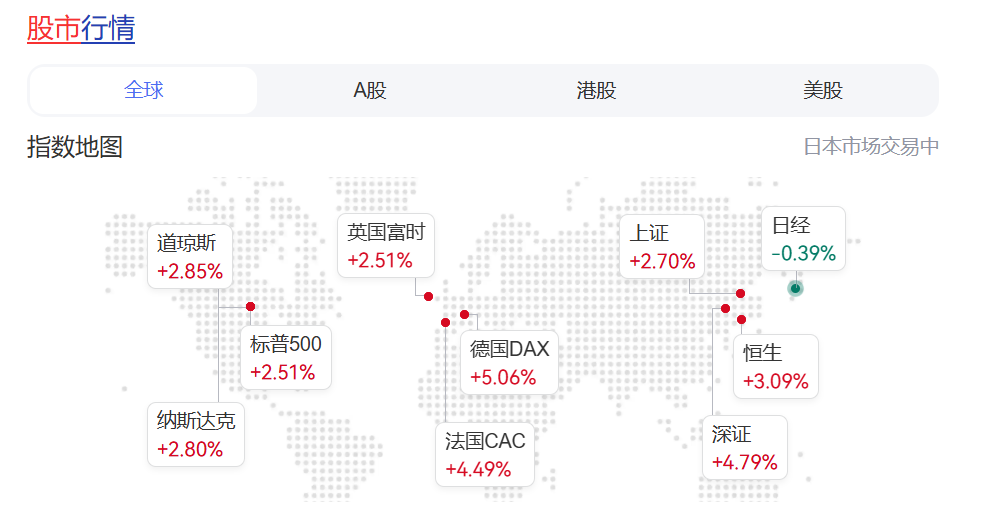 股市行情
全球
A股
港股
美股
指数地图
日本市场交易中
道琼斯
+2.85%
英国富时
+2.51%
上证
+2.70%
日经
-0.39%
标普500
+2.51%
德国DAX
+5.06%
恒生
+3.09%
纳斯达克
+2.80%
法国CAC
+4.49%
深证
+4.79%